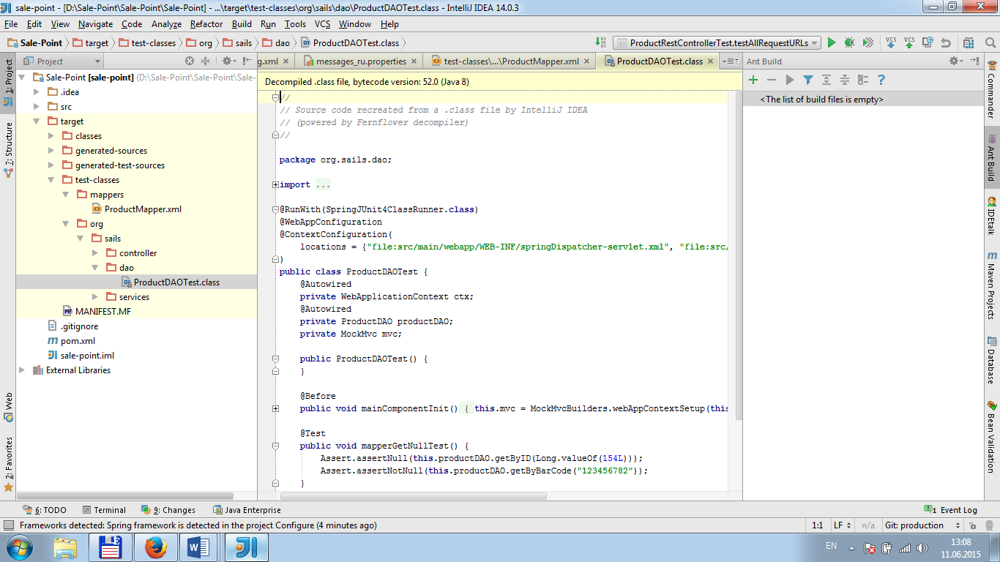 sale-point - [D:\Sale-Point\Sale-Point\Sale-Point] - ...\target\test-classes\org\sails\dao\ProductDAOTest.class - IntelliJ IDEA 14.0.3
File Edit View Navigate Code Analyze Refactor Build Run Tools VCS Window Help
Sale-Point target test-classes org sails dao ProductDAOTest.class ProductRestControllerTest.testAllRequestURLs VCS VCS
Project g.xml messages_ru.properties test-classes\...\ProductMapper.xml ProductDAOTest.class 7 Ant Build
1: Project
7: Structure
Web
2: Favorites
Sale-Point [sale-point] (D:\Sale-Point\Sale-Point\Sale-
.idea
src
target
classes
generated-sources
generated-test-sources
test-classes
mappers
ProductMapper.xml
org
sails
controller
dao
ProductDAOTest.class
services
MANIFEST.MF
.gitignore
pom.xml
sale-point.iml
External Libraries
Decompiled .class file, bytecode version: 52.0 (Java 8)
//
// Source code recreated from a .class file by IntelliJ IDEA
// (powered by Fernflower decompiler)
//
package org.sails.dao;
import ...
@RunWith(SpringJUnit4ClassRunner.class)
@WebAppConfiguration
@ContextConfiguration(
locations = {"file:src/main/webapp/WEB-INF/springDispatcher-servlet.xml", "file:src/
)
public class ProductDAOTest {
@Autowired
private WebApplicationContext ctx;
@Autowired
private ProductDAO productDAO;
private MockMvc mvc;
public ProductDAOTest() {
}
@Before
public void mainComponentInit() { this.mvc = MockMvcBuilders.webAppContextSetup(this
@Test
public void mapperGetNullTest() {
Assert.assertNull(this.productDAO.getByID(Long.valueOf(154L)));
Assert.assertNotNull(this.productDAO.getByBarCode("123456782"));
}
<The list of build files is empty>
Commander
Ant Build
IDEtalk
Maven Projects
Database
Bean Validation
6: TODO Terminal 9: Changes Java Enterprise 1 Event Log
Frameworks detected: Spring framework is detected in the project Configure (4 minutes ago) 1:1 LF n/a Git: production
EN 13:08
11.06.2015